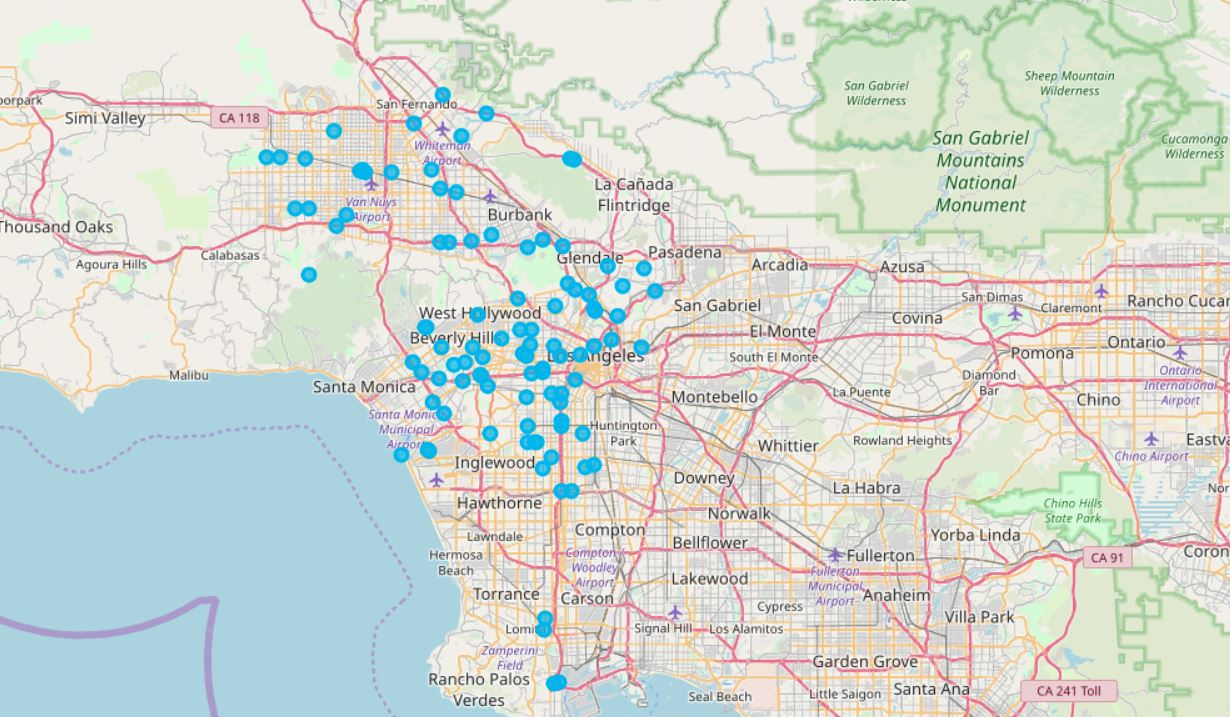 Wilderness
San Gabriel
Wilderness
Sheep Mountain
Wilderness
San Fernando
oorpark
Simi Valley
CA 118
Whiteman
Airport
San Gabriel
Mountains
National
Monument
Cucamonga
Wilderness
La Cañada
Flintridge
Van Nuys
Airport
Burbank
Thousand Oaks
Agoura Hills
Calabasas
Glendale
Pasadena
Arcadia
Azusa
San Dimas
Claremont
Rancho Cucar
West Hollywood
San Gabriel
Covina
Beverly Hills
El Monte
Ontario
Los Angeles
South El Monte
Pomona
Malibu
Santa Monica
Montebello
La Puente
Diamond
Bar
Ontario
International
Airport
Chino
Santa Monica
Municipal
Airport
Huntington
Park
Whittier
Rowland Heights
Eastva
Chino Airport
Inglewood
Downey
La Habra
Nor
Hawthorne
Norwalk
Chino Hills
State Park
Lawndale
Compton
Bellflower
Yorba Linda
Hermosa
Beach
Compton/
Woodley
Airport
Fullerton
CA 91
Coron
Lakewood
Fullerton
Municipal
Airport
Torrance
Carson
Cypress
Anaheim
Villa Park
Lomita
Signal Hill
Los Alamitos
Zamperini
Field
Garden Grove
Rancho Palos
Verdes
Seal Beach
Little Saigon
Santa Ana
CA 241 Toll